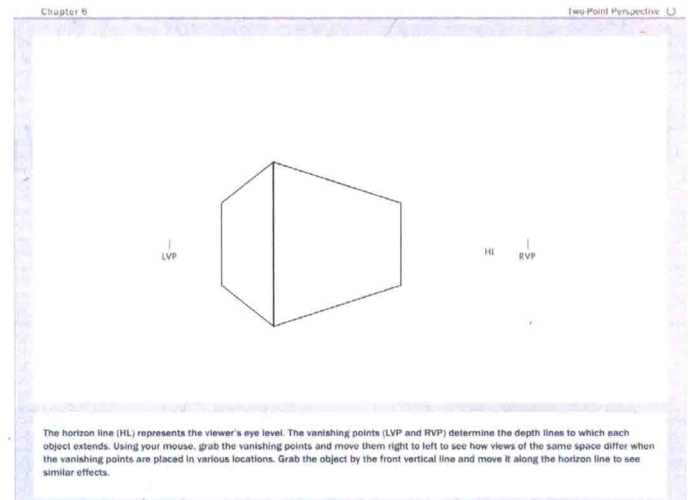 Chapter 6
Two-Point Perspective
LVP
HL
RVP
The horizon line (HL) represents the viewer's eye level. The vanishing points (LVP and RVP) determine the depth lines to which each
object extends. Using your mouse, grab the vanishing points and move them right to left to see how views of the same space differ when
the vanishing points are placed in various locations. Grab the object by the front vertical line and move it along the horizon line to see
similar effects.